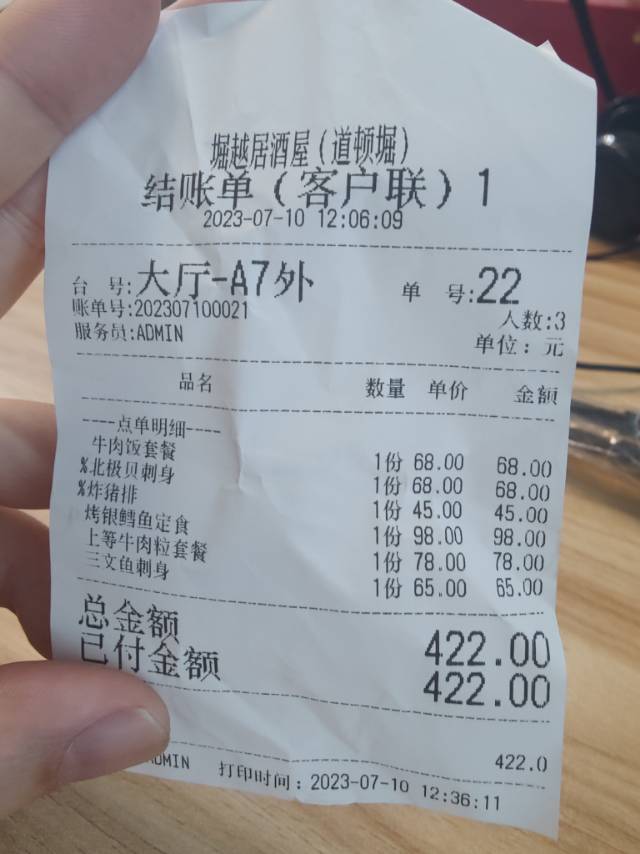 堀越居酒屋(道顿堀)
结账单(客户联)1
2023-07-10 12:06:09
台 号:大厅-A7外 单 号:22
账单号:202307100021 人数:3
服务员:ADMIN 单位: 元
品名 数量 单价 金额
----点单明细----
牛肉饭套餐 1份 68.00 68.00
%北极贝刺身 1份 68.00 68.00
%炸猪排 1份 45.00 45.00
烤银鳕鱼定食 1份 98.00 98.00
上等牛肉粒套餐 1份 78.00 78.00
三文鱼刺身 1份 65.00 65.00
总金额 422.00
已付金额 422.00
422.0
ADMIN 打印时间:2023-07-10 12:36:11